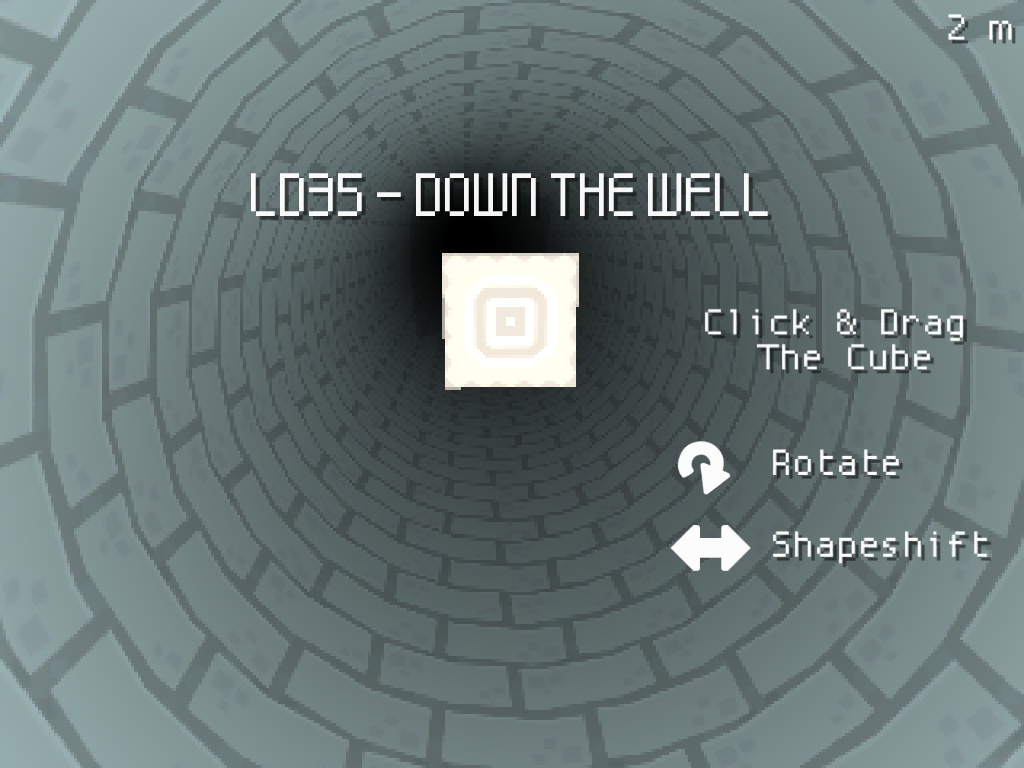 2 m
LD35 - DOWN THE WELL
Click & Drag
The Cube
Rotate
Shapeshift